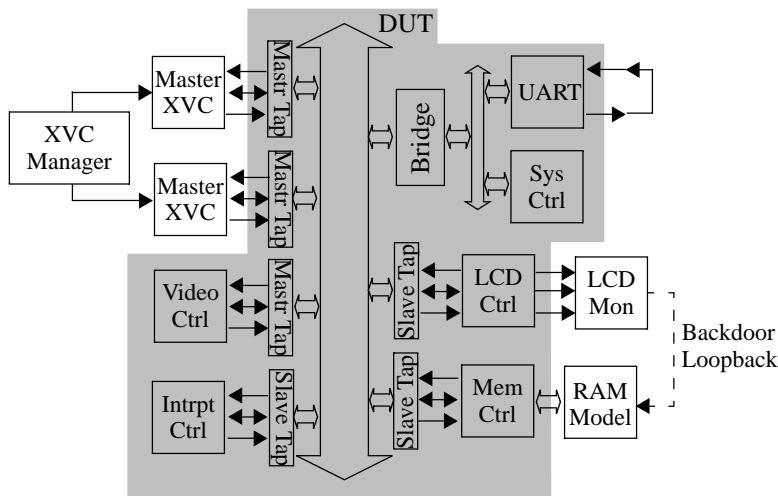 DUT
Master
XVC
Mastr Tap
XVC
Manager
Master
XVC
Mastr Tap
Bridge
UART
Sys
Ctrl
Video
Ctrl
Mastr Tap
Slave Tap
LCD
Ctrl
LCD
Mon
Backdoor
Loopback
Intrpt
Ctrl
Slave Tap
Slave Tap
Mem
Ctrl
RAM
Model